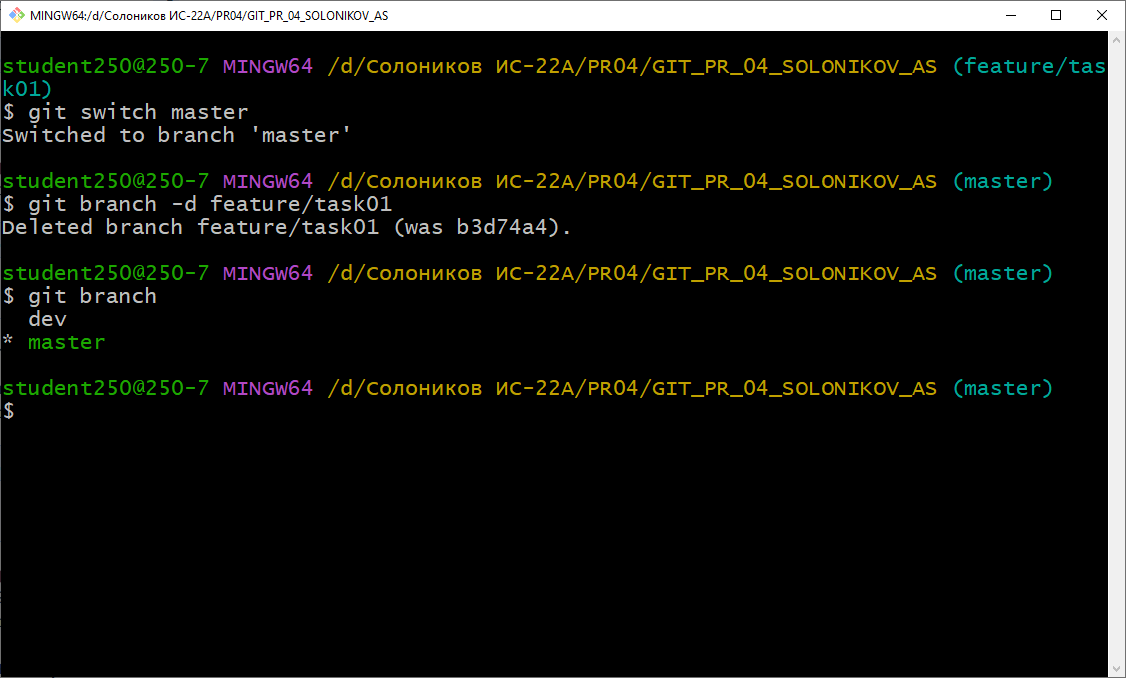 MINGW64:/d/Солоников ИС-22А/PR04/GIT_PR_04_SOLONIKOV_AS
student250@250-7 MINGW64 /d/Солоников ИС-22А/PR04/GIT_PR_04_SOLONIKOV_AS (feature/tas
k01)
$ git switch master
Switched to branch 'master'
student250@250-7 MINGW64 /d/Солоников ИС-22А/PR04/GIT_PR_04_SOLONIKOV_AS (master)
$ git branch -d feature/task01
Deleted branch feature/task01 (was b3d74a4).
student250@250-7 MINGW64 /d/Солоников ИС-22А/PR04/GIT_PR_04_SOLONIKOV_AS (master)
$ git branch
  dev
* master
student250@250-7 MINGW64 /d/Солоников ИС-22А/PR04/GIT_PR_04_SOLONIKOV_AS (master)
$